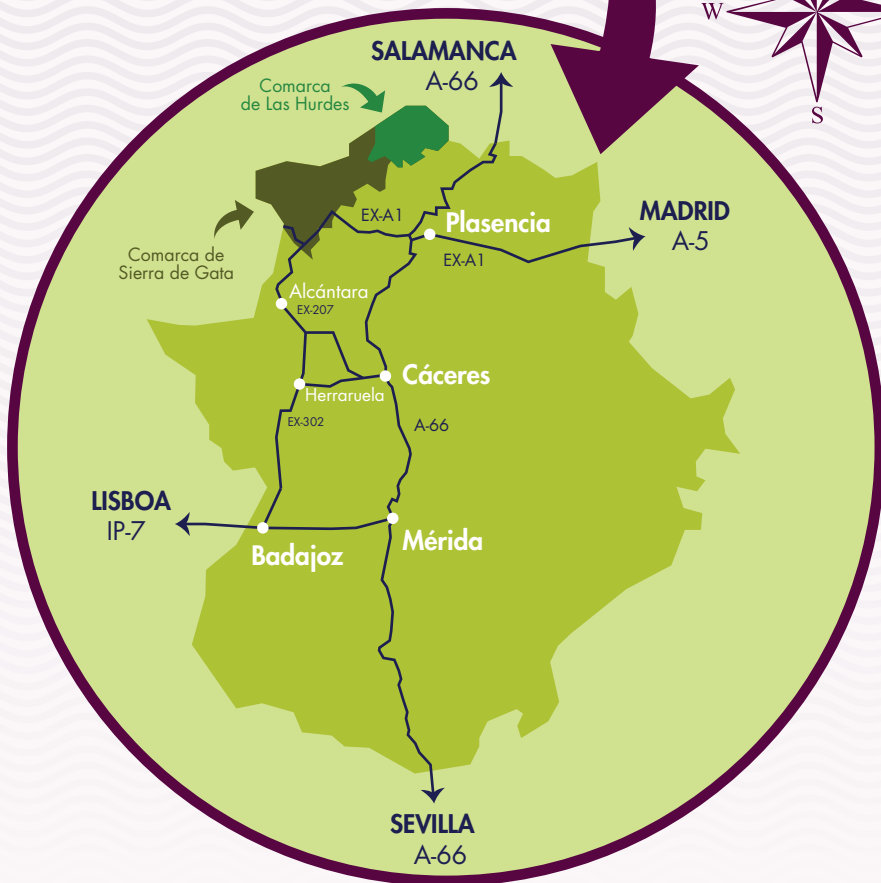 W
S
SALAMANCA
A-66
Comarca
de Las Hurdes
EX-A1
Plasencia
MADRID
A-5
EX-A1
Comarca de
Sierra de Gata
Alcántara
EX-207
Cáceres
Herraruela
EX-302
A-66
LISBOA
IP-7
Badajoz
Mérida
SEVILLA
A-66